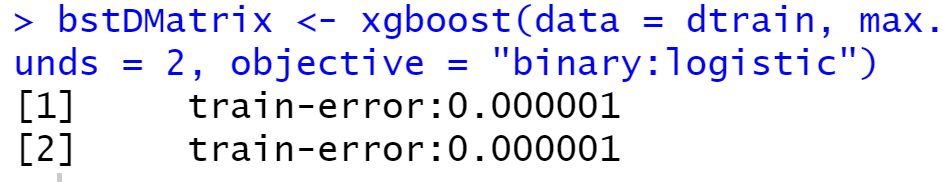 > bstDMatrix <- xgboost(data = dtrain, max.
unds = 2, objective = "binary:logistic")
[1]     train-error:0.000001
[2]     train-error:0.000001